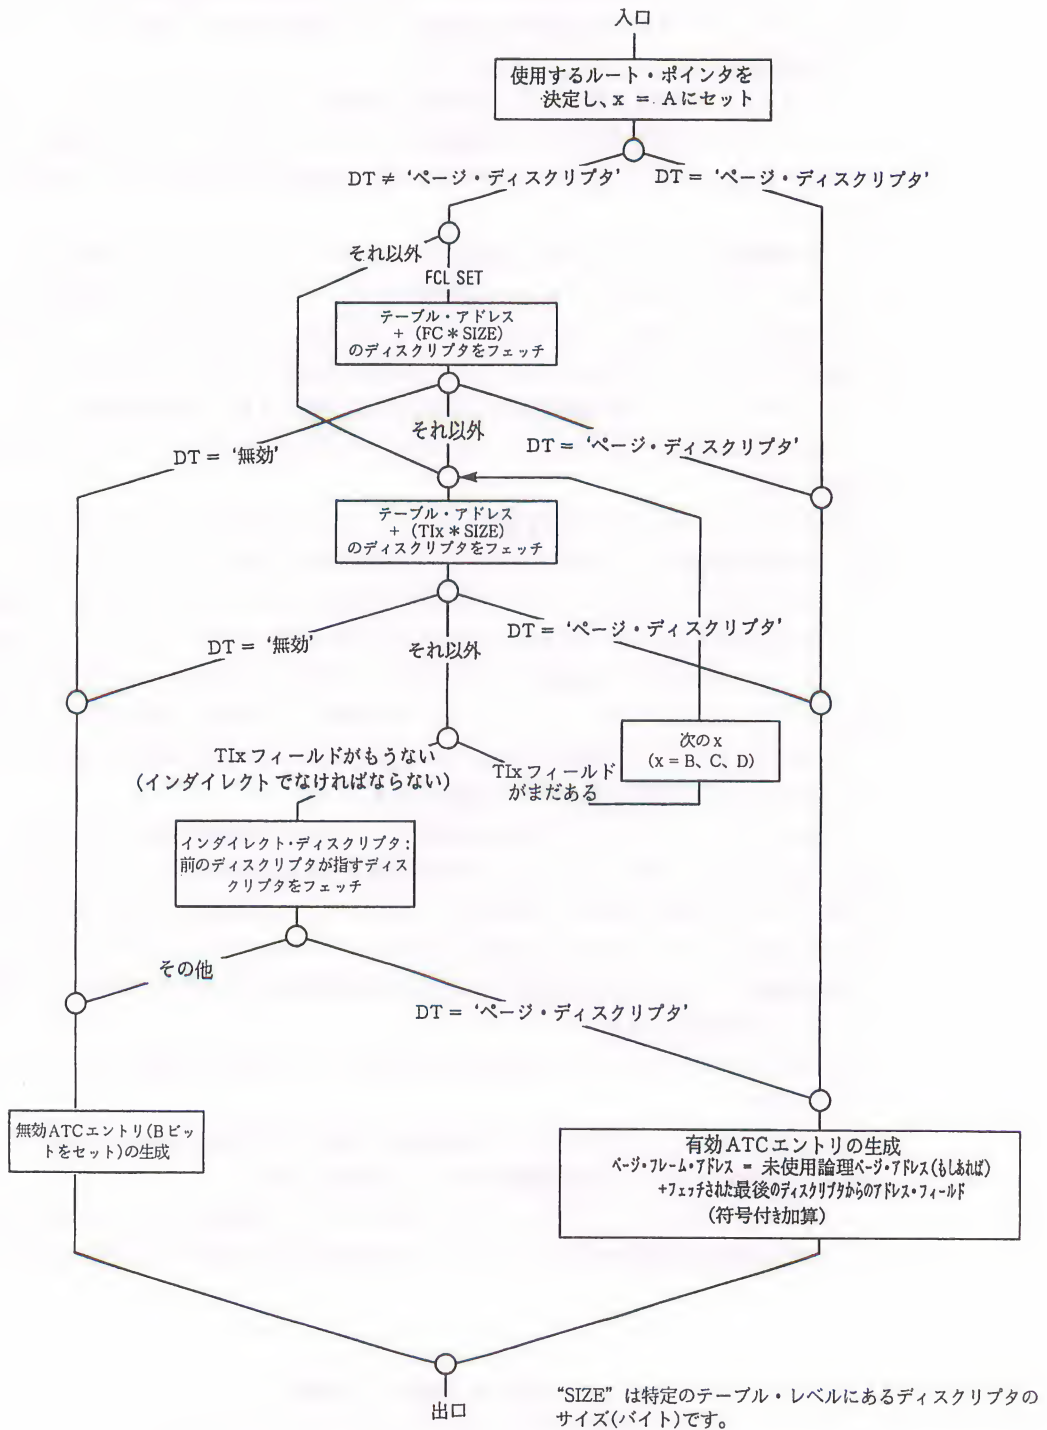 入口
使用するルート・ポインタを
決定し、x = Aにセット
DT ≠ ‘ページ・ディスクリプタ’
DT = ‘ページ・ディスクリプタ’
それ以外
FCL SET
テーブル・アドレス
+ (FC * SIZE)
のディスクリプタをフェッチ
それ以外
DT = ‘ページ・ディスクリプタ’
DT = ‘無効’
テーブル・アドレス
+ (TIx * SIZE)
のディスクリプタをフェッチ
DT = ‘無効’
それ以外
DT = ‘ページ・ディスクリプタ’
次のx
(x = B、C、D)
TIxフィールドがもうない
(インダイレクトでなければならない)
TIxフィールド
がまだある
インダイレクト・ディスクリプタ:
前のディスクリプタが指すディス
クリプタをフェッチ
その他
DT = ‘ページ・ディスクリプタ’
無効ATCエントリ(Bビッ
トをセット)の生成
有効ATCエントリの生成
ページ・フレーム・アドレス = 未使用論理ページ・アドレス(もしあれば)
+フェッチされた最後のディスクリプタからのアドレス・フィールド
(符号付き加算)
出口
“SIZE” は特定のテーブル・レベルにあるディスクリプタの
サイズ(バイト)です。